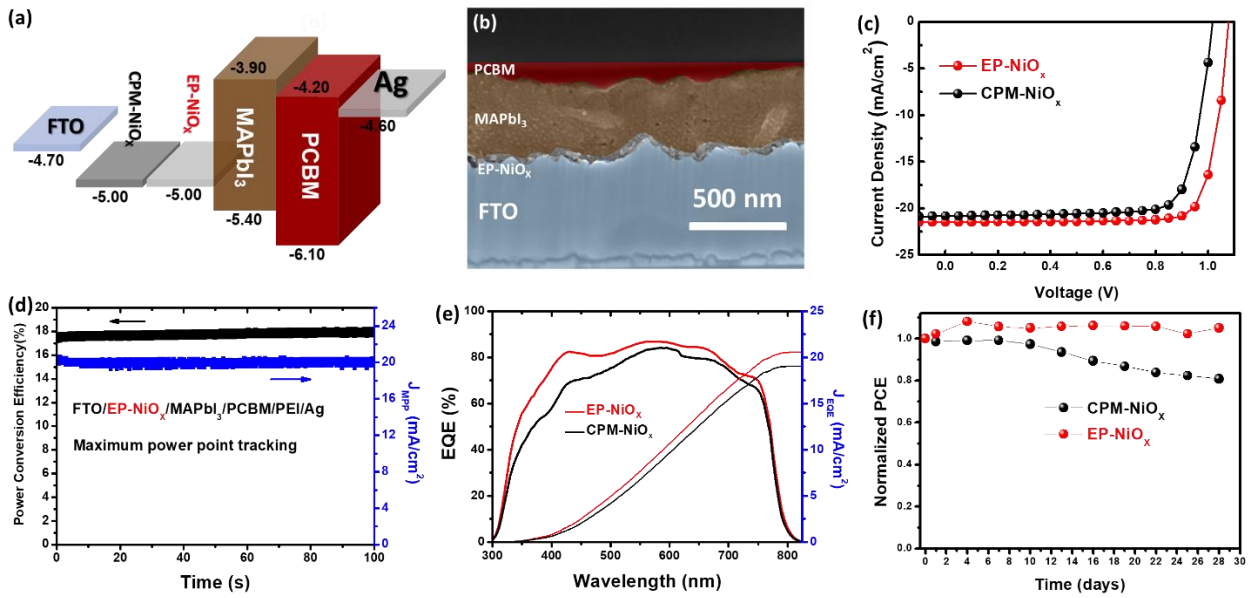 (a)
FTO
-4.70
CPM-NiOx
-5.00
EP-NiOx
-5.00
-3.90
MAPbI3
-5.40
-4.20
PCBM
-6.10
Ag
-4.60
(b)
PCBM
MAPbI3
EP-NiOx
FTO
500 nm
(c)
Current Density (mA/cm2)
0
-5
-10
-15
-20
-25
EP-NiOx
CPM-NiOx
0.0 0.2 0.4 0.6 0.8 1.0
Voltage (V)
(d)
Power Conversion Efficiency(%)
20
18
16
14
12
10
8
6
4
2
0
FTO/EP-NiOx/MAPbI3/PCBM/PEI/Ag
Maximum power point tracking
24
20
16
12
8
4
0
JMPP (mA/cm2)
0 20 40 60 80 100
Time (s)
(e)
EQE (%)
100
80
60
40
20
0
EP-NiOx
CPM-NiOx
25
20
15
10
5
0
JEQE (mA/cm2)
300 400 500 600 700 800
Wavelength (nm)
(f)
Normalized PCE
1.0
0.8
0.6
0.4
0.2
0.0
CPM-NiOX
EP-NiOX
0 2 4 6 8 10 12 14 16 18 20 22 24 26 28 30
Time (days)